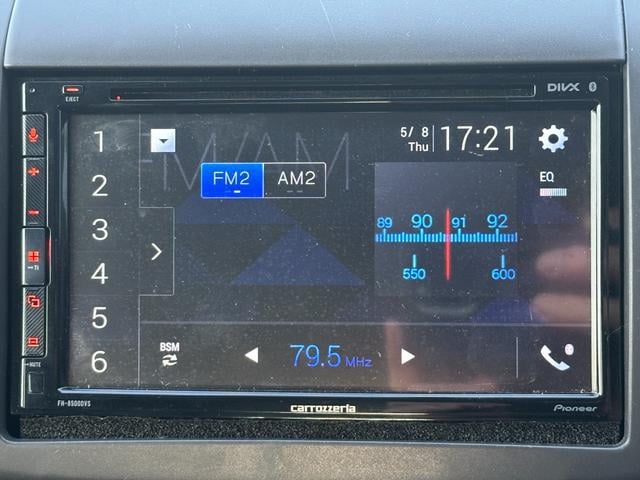 EJECT
DIVX
FM/AM
5/ 8
Thu
17:21
1
2
3
4
5
6
FM2
AM2
EQ
89 90 91 92
550 600
BSM
79.5 MHz
MUTE
FH-8500DVS
carrozzeria
Pioneer